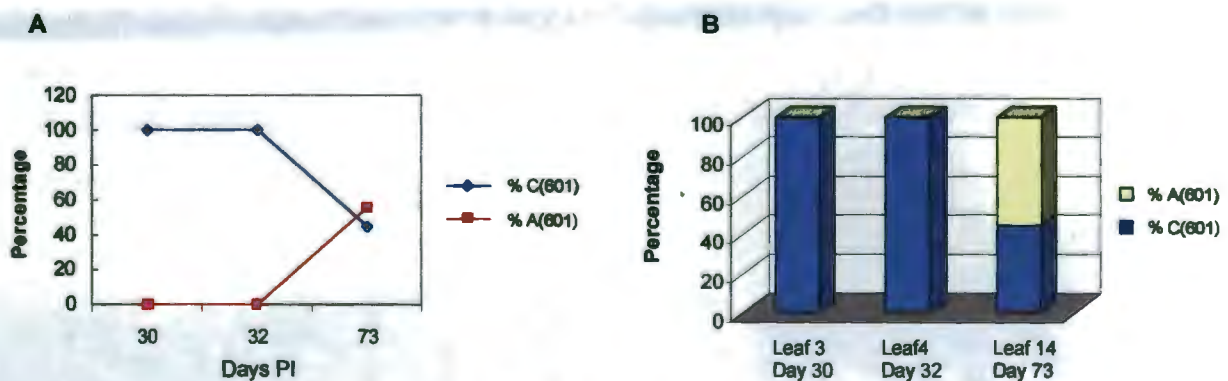 A
120
100
80
60
40
20
0
Percentage
30 32 73
Days PI
% C(601)
% A(601)
B
100
80
60
40
20
0
Percentage
Leaf 3 Leaf4 Leaf 14
Day 30 Day 32 Day 73
% A(601)
% C(601)